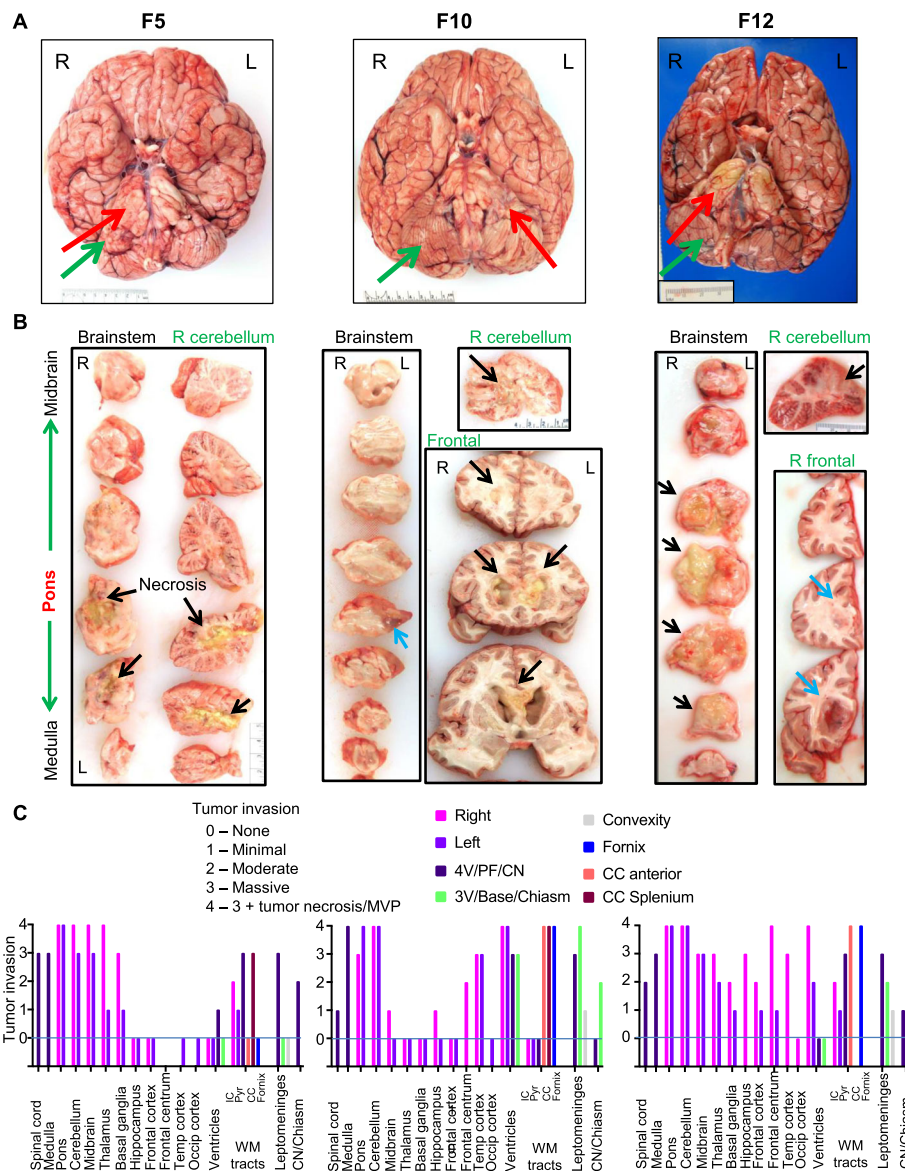 A
F5
F10
F12
R L
R L
R L
B
Brainstem R cerebellum
Brainstem
R cerebellum
Brainstem
R cerebellum
Midbrain
Pons
Medulla
R
L
Necrosis
R L
Frontal
R L
R L
R frontal
C
Tumor invasion
0 – None
1 – Minimal
2 – Moderate
3 – Massive
4 – 3 + tumor necrosis/MVP
Right
Left
4V/PF/CN
3V/Base/Chiasm
Convexity
Fornix
CC anterior
CC Splenium
Tumor invasion
4
3
2
1
0
Spinal cord
Medulla
Pons
Cerebellum
Midbrain
Thalamus
Basal ganglia
Hippocampus
Frontal cortex
Frontal centrum
Temp cortex
Occip cortex
Ventricles
IC
Pyr
CC
Fornix
WM
tracts
Leptomeninges
CN/Chiasm
4
3
2
1
0
Spinal cord
Medulla
Pons
Cerebellum
Midbrain
Thalamus
Basal ganglia
Hippocampus
Frontal cortex
Frontal centrum
Temp cortex
Occip cortex
Ventricles
IC
Pyr
CC
Fornix
WM
tracts
Leptomeninges
CN/Chiasm
4
3
2
1
0
Spinal cord
Medulla
Pons
Cerebellum
Midbrain
Thalamus
Basal ganglia
Hippocampus
Frontal cortex
Frontal centrum
Temp cortex
Occip cortex
Ventricles
IC
Pyr
CC
Fornix
WM
tracts
Leptomeninges
CN/Chiasm